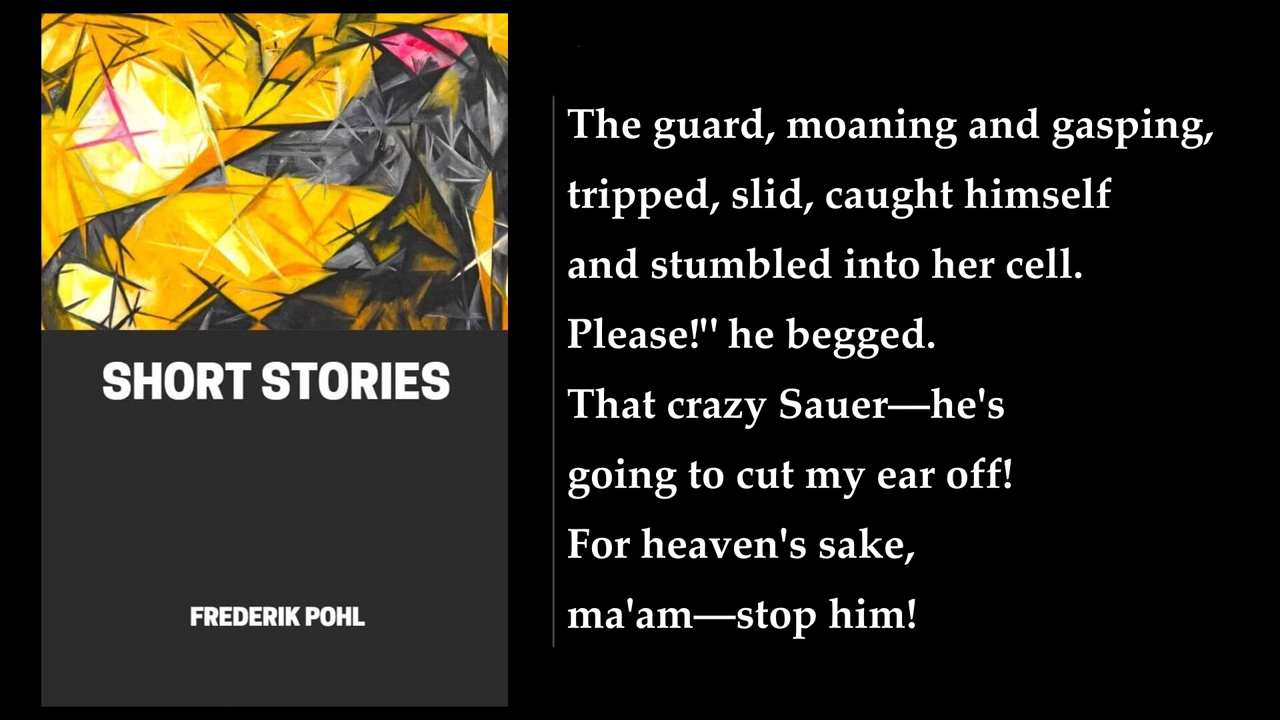 SHORT STORIES
FREDERIK POHL
The guard, moaning and gasping,
tripped, slid, caught himself
and stumbled into her cell.
Please!" he begged.
That crazy Sauer—he's
going to cut my ear off!
For heaven's sake,
ma'am—stop him!